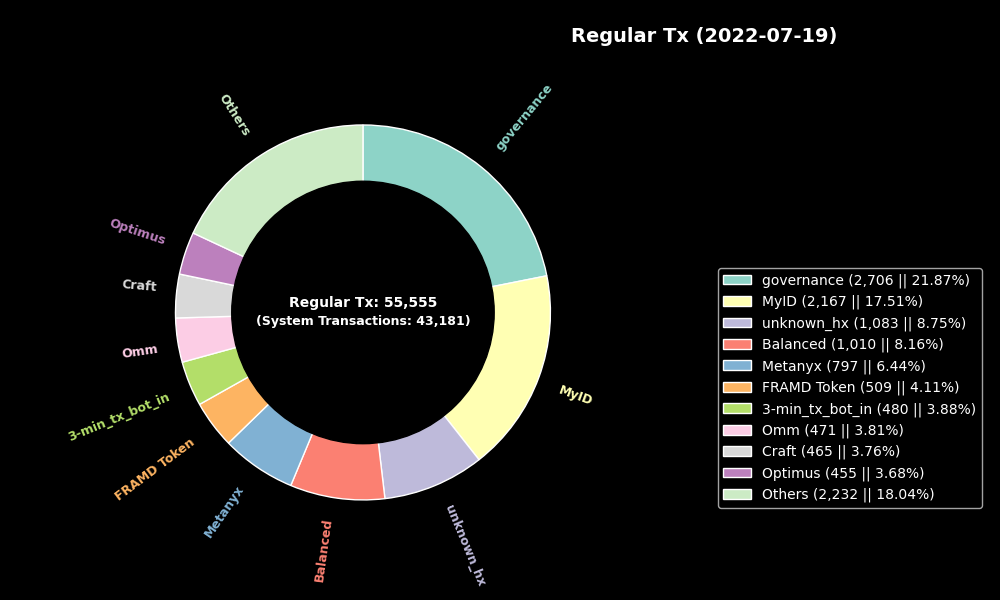 Regular Tx (2022-07-19)
governance
Others
Optimus
Craft
Omm
3-min_tx_bot_in
FRAMD Token
Metanyx
Balanced
unknown_hx
MyID
Regular Tx: 55,555
(System Transactions: 43,181)
governance (2,706 || 21.87%)
MyID (2,167 || 17.51%)
unknown_hx (1,083 || 8.75%)
Balanced (1,010 || 8.16%)
Metanyx (797 || 6.44%)
FRAMD Token (509 || 4.11%)
3-min_tx_bot_in (480 || 3.88%)
Omm (471 || 3.81%)
Craft (465 || 3.76%)
Optimus (455 || 3.68%)
Others (2,232 || 18.04%)